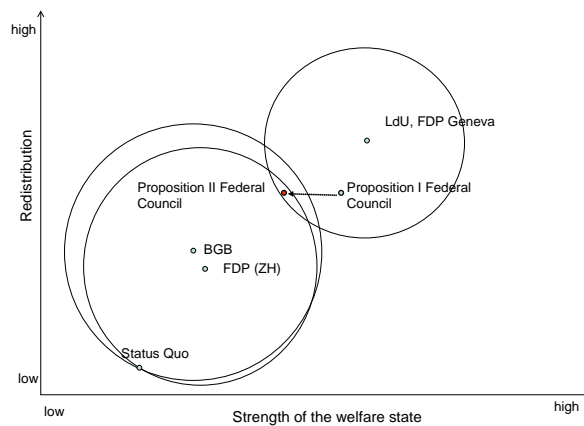 high
LdU, FDP Geneva
Proposition II Federal
Council
Proposition I Federal
Council
Redistribution
BGB
FDP (ZH)
Status Quo
low
low
high
Strength of the welfare state